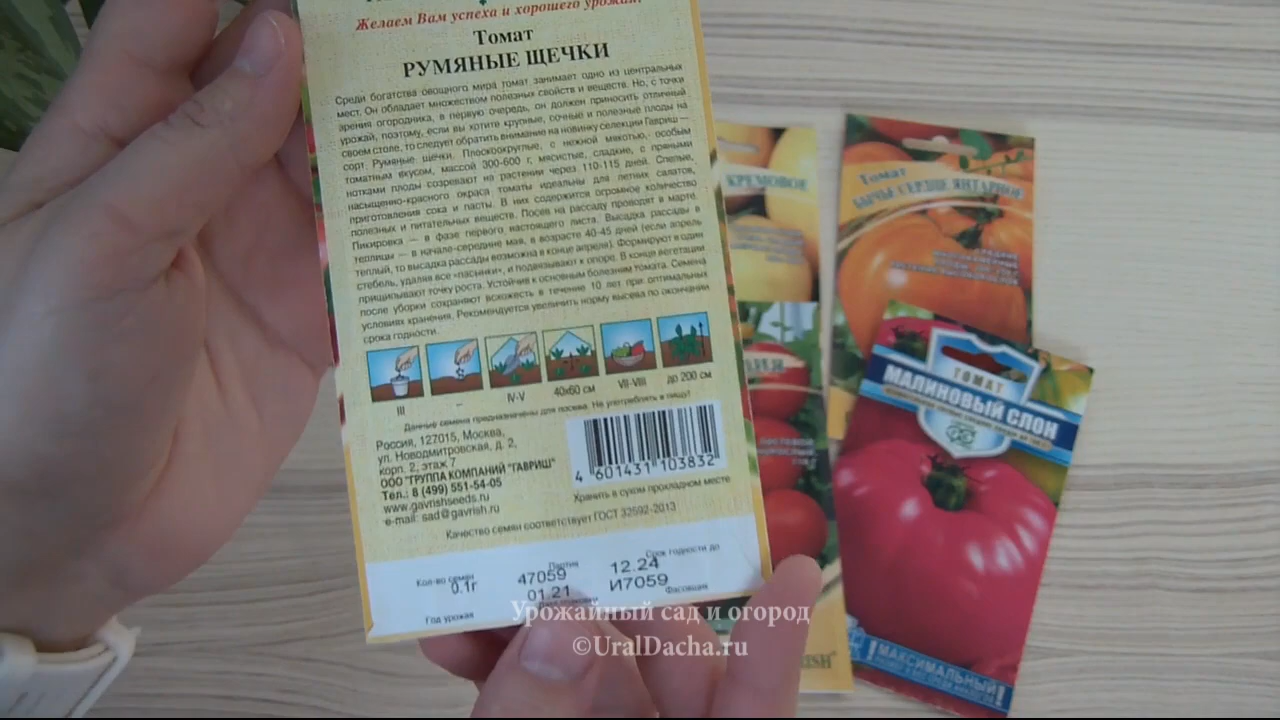 Желаем Вам успеха и хорошего урожая!
Томат
РУМЯНЫЕ ЩЕЧКИ
Среди богатства овощного мира томат занимает одно из центральных
мест. Он обладает множеством полезных свойств и веществ. Но, с точки
зрения огородника, в первую очередь, он должен приносить отличный
урожай, поэтому, если вы хотите крупные, сочные и полезные плоды на
своем столе, то следует обратить внимание на новинку селекции Гавриш —
сорт Румяные щечки. Плоскоокруглые, с нежной мякотью, особым
томатным вкусом, массой 300-600 г, мясистые, сладкие, с пряными
нотками плоды созревают на растении через 110-115 дней. Спелые,
насыщенно-красного окраса томаты идеальны для летних салатов,
приготовления сока и пасты. В них содержится огромное количество
полезных и питательных веществ. Посев на рассаду проводят в марте.
Пикировка — в фазе первого настоящего листа. Высадка рассады в
теплицы — в начале-середине мая, в возрасте 40-45 дней (если апрель
теплый, то высадка рассады возможна в конце апреля). Формируют в один
стебель, удаляя все «пасынки», и подвязывают к опоре. В конце вегетации
прищипывают точку роста. Устойчив к основным болезням томата. Семена
после уборки сохраняют всхожесть в течение 10 лет при оптимальных
условиях хранения. Рекомендуется увеличить норму высева по окончании
срока годности.
III – IV-V 40х60 см VII-VIII до 200 см
Данные семена предназначены для посева. Не употреблять в пищу!
Россия, 127015, Москва,
ул. Новодмитровская, д. 2,
корп. 2, этаж 7
ООО "ГРУППА КОМПАНИЙ "ГАВРИШ"
Тел.: 8 (499) 551-54-05
www.gavrishseeds.ru
e-mail: sad@gavrish.ru
4 601431 103832
Хранить в сухом прохладном месте
Качество семян соответствует ГОСТ 32592-2013
Кол-во семян
0.1г
Год урожая
Партия
47059
01.21
Срок годности до
12.24
И7059
Фасовщик
КРЕМОВОЕ
Томат
БЫЧЬЕ СЕРДЦЕ ЯНТАРНОЕ
ТОМАТ
МАЛИНОВЫЙ СЛОН
МАКСИМАЛЬНЫЙ
Урожайный сад и огород
©UralDacha.ru